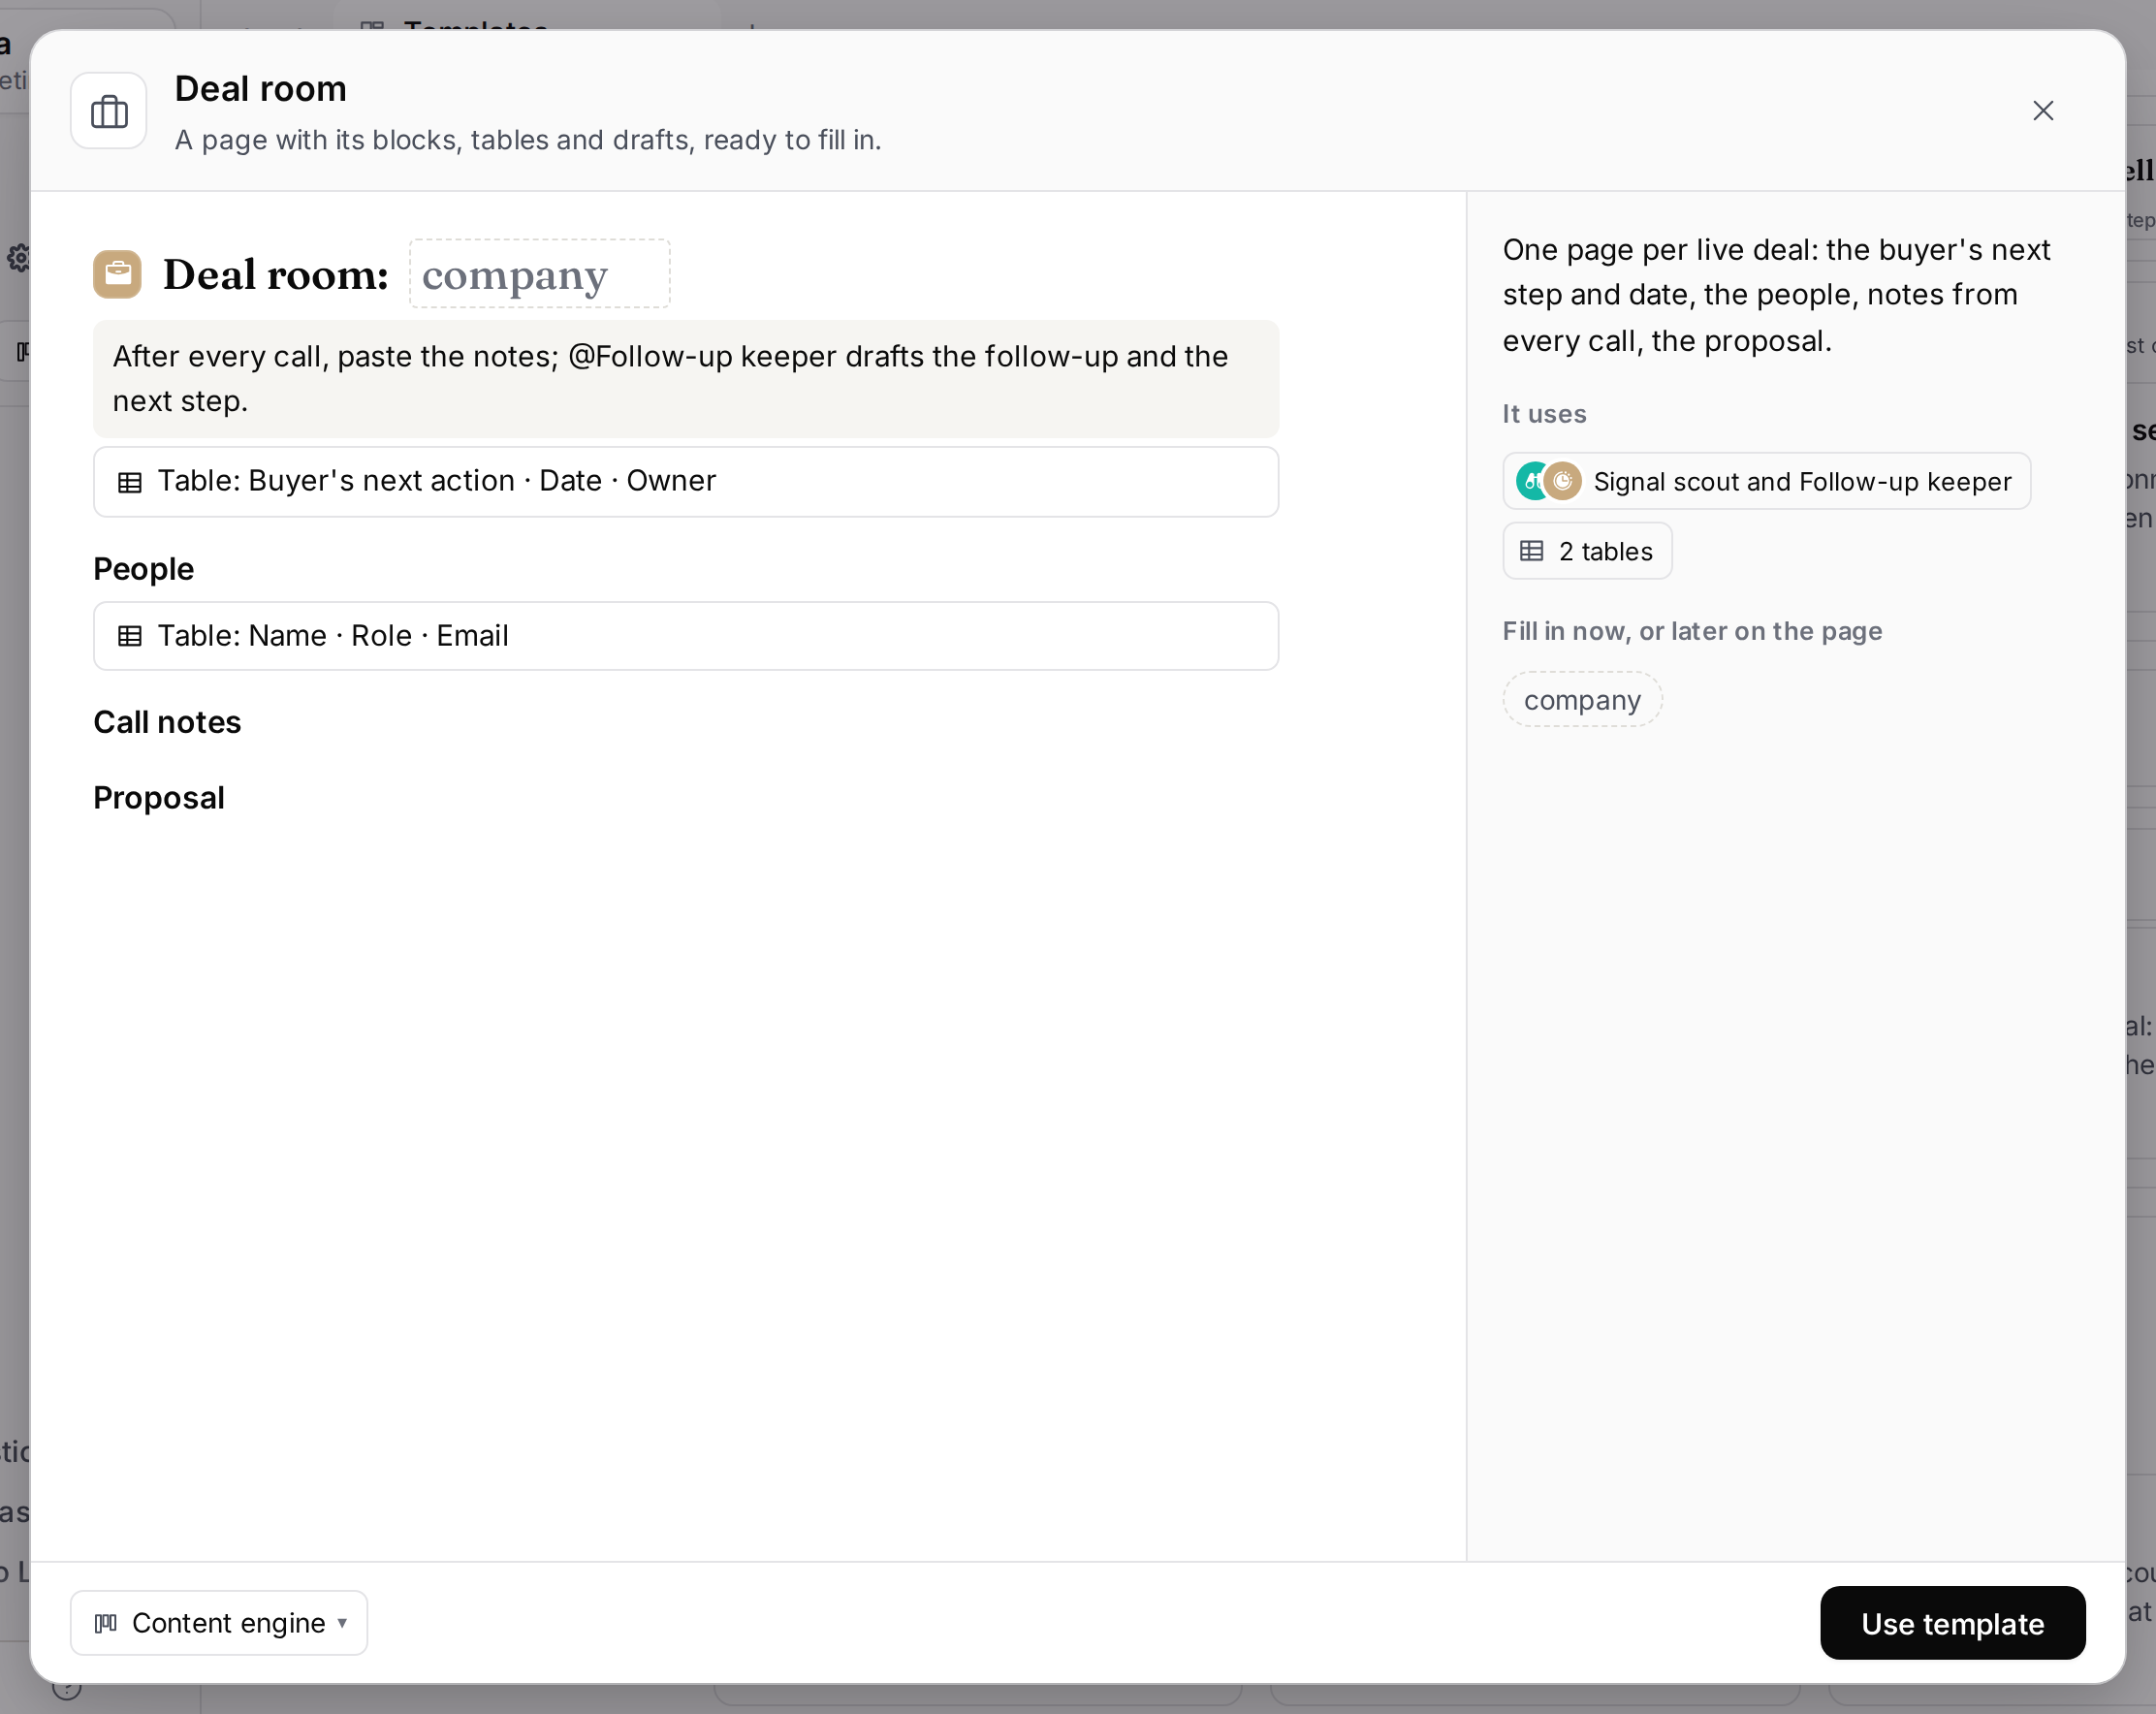 Templates
Deal room
A page with its blocks, tables and drafts, ready to fill in.
Deal room: company
After every call, paste the notes; @Follow-up keeper drafts the follow-up and the
next step.
Table: Buyer's next action · Date · Owner
People
Table: Name · Role · Email
Call notes
Proposal
One page per live deal: the buyer's next
step and date, the people, notes from
every call, the proposal.
It uses
Signal scout and Follow-up keeper
2 tables
Fill in now, or later on the page
company
Content engine
Use template